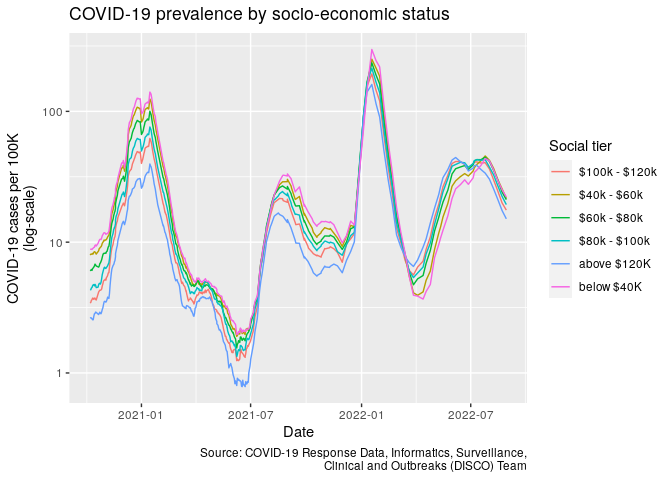 COVID-19 prevalence by socio-economic status
COVID-19 cases per 100K
(log-scale)
100
10
1
2021-01
2021-07
2022-01
2022-07
Date
Social tier
$100k - $120k
$40k - $60k
$60k - $80k
$80k - $100k
above $120K
below $40K
Source: COVID-19 Response Data, Informatics, Surveillance,
Clinical and Outbreaks (DISCO) Team